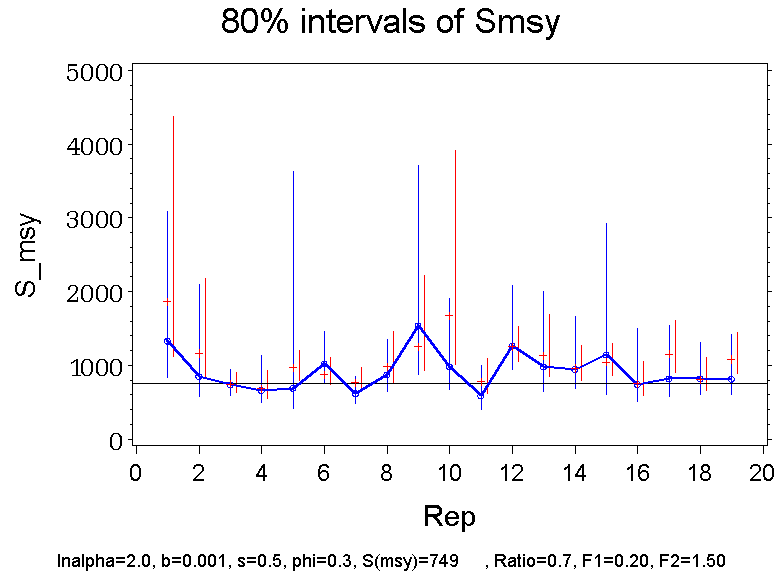 80% intervals of Smsy
5000
4000
3000
2000
1000
0
S_msy
0 2 4 6 8 10 12 14 16 18 20
Rep
lnalpha=2.0, b=0.001, s=0.5, phi=0.3, S(msy)=749 , Ratio=0.7, F1=0.20, F2=1.50